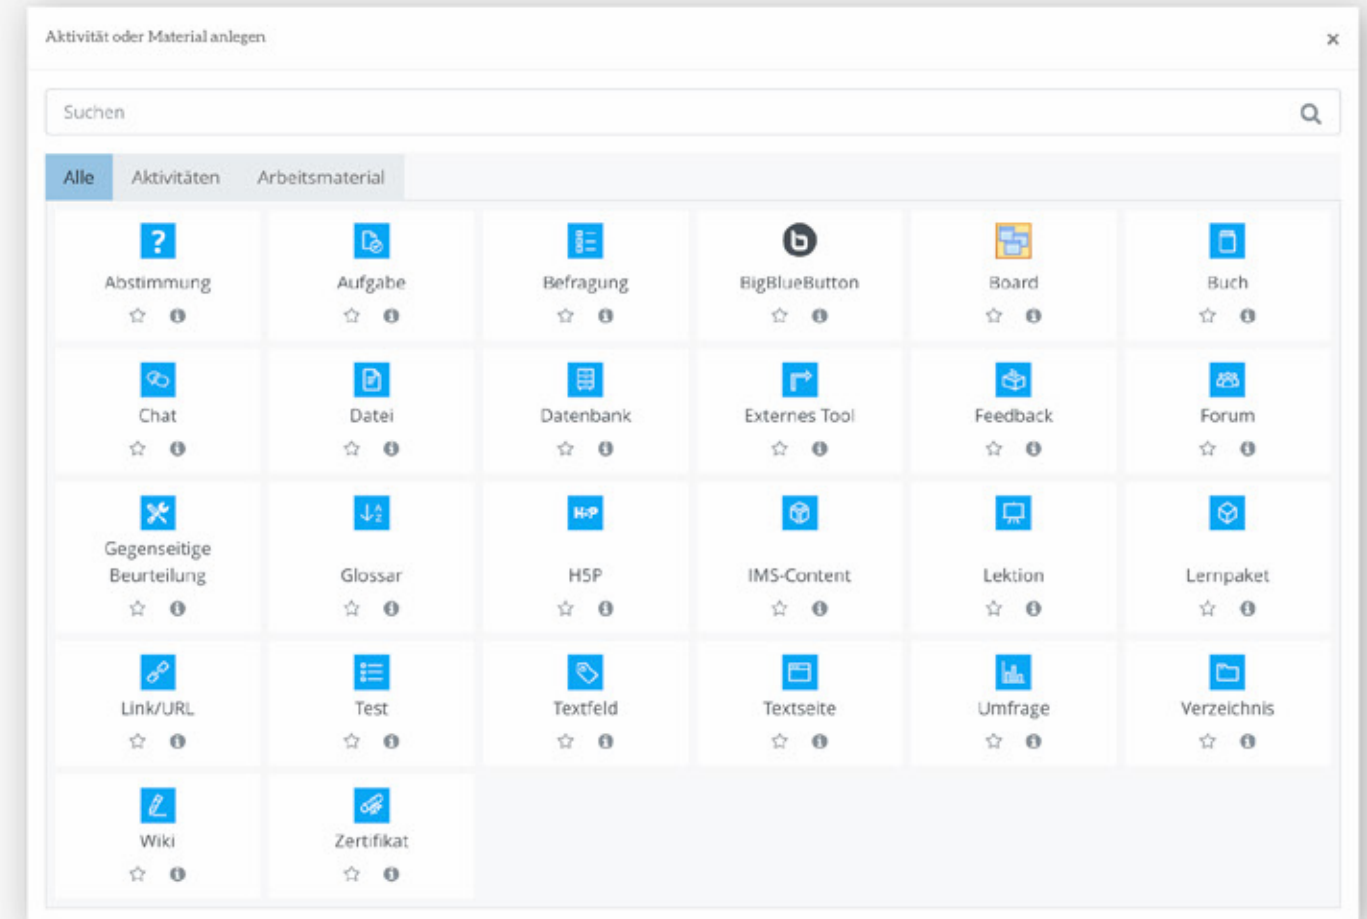 Aktivität oder Material anlegen
×
Suchen
Alle Aktivitäten Arbeitsmaterial
?
Abstimmung Aufgabe Befragung BigBlueButton Board Buch
Chat Datei Datenbank Externes Tool Feedback Forum
A
Z
H5P
Gegenseitige
Beurteilung Glossar H5P IMS-Content Lektion Lernpaket
Link/URL Test Textfeld Textseite Umfrage Verzeichnis
Wiki Zertifikat